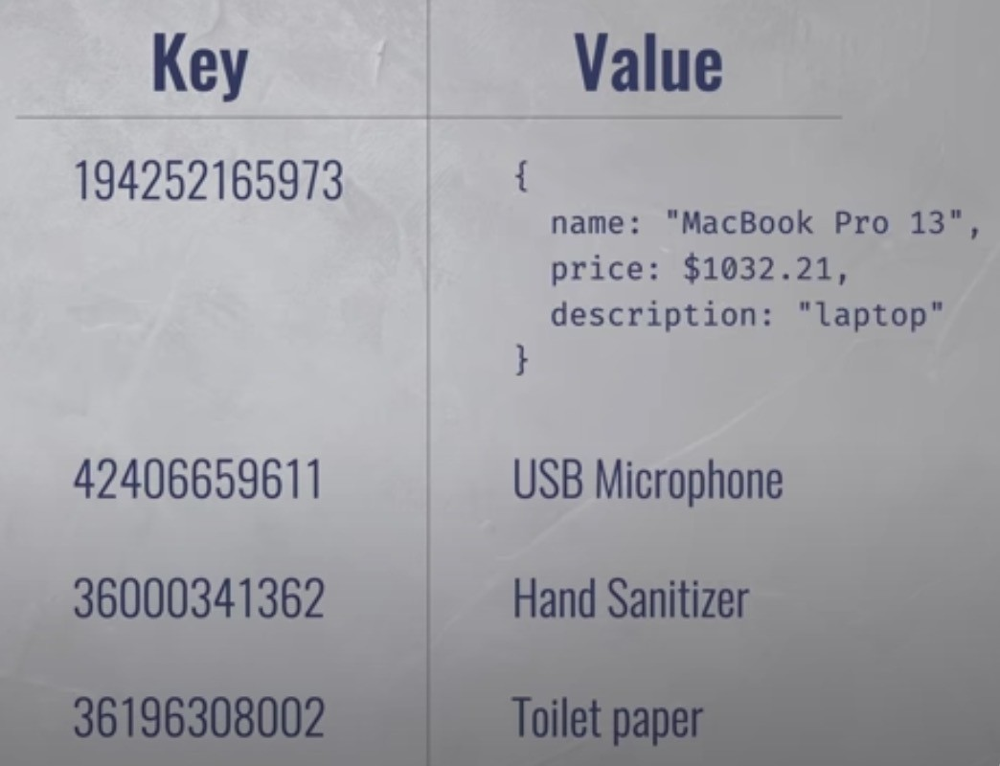 Key Value
194252165973 {
name: "MacBook Pro 13",
price: $1032.21,
description: "laptop"
}
42406659611 USB Microphone
36000341362 Hand Sanitizer
36196308002 Toilet paper